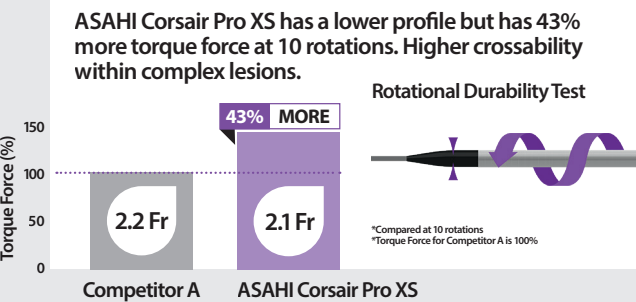 ASAHI Corsair Pro XS has a lower profile but has 43%
more torque force at 10 rotations. Higher crossability
within complex lesions.
Rotational Durability Test
43% MORE
Torque Force (%)
150
100
50
0
2.2 Fr
2.1 Fr
*Compared at 10 rotations
*Torque Force for Competitor A is 100%
Competitor A
ASAHI Corsair Pro XS